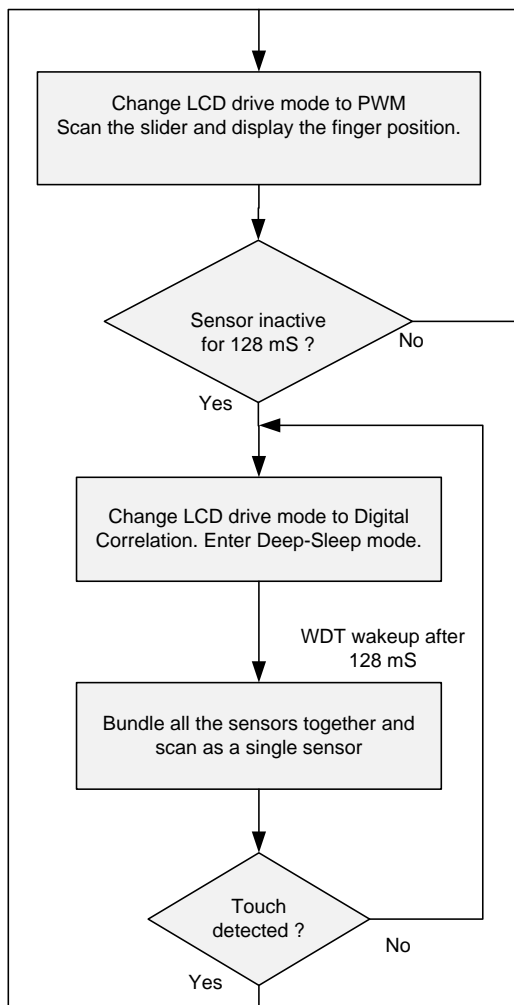 Change LCD drive mode to PWM
Scan the slider and display the finger position.
Sensor inactive
for 128 mS ?
No
Yes
Change LCD drive mode to Digital
Correlation. Enter Deep-Sleep mode.
WDT wakeup after
128 mS
Bundle all the sensors together and
scan as a single sensor
Touch
detected ?
No
Yes